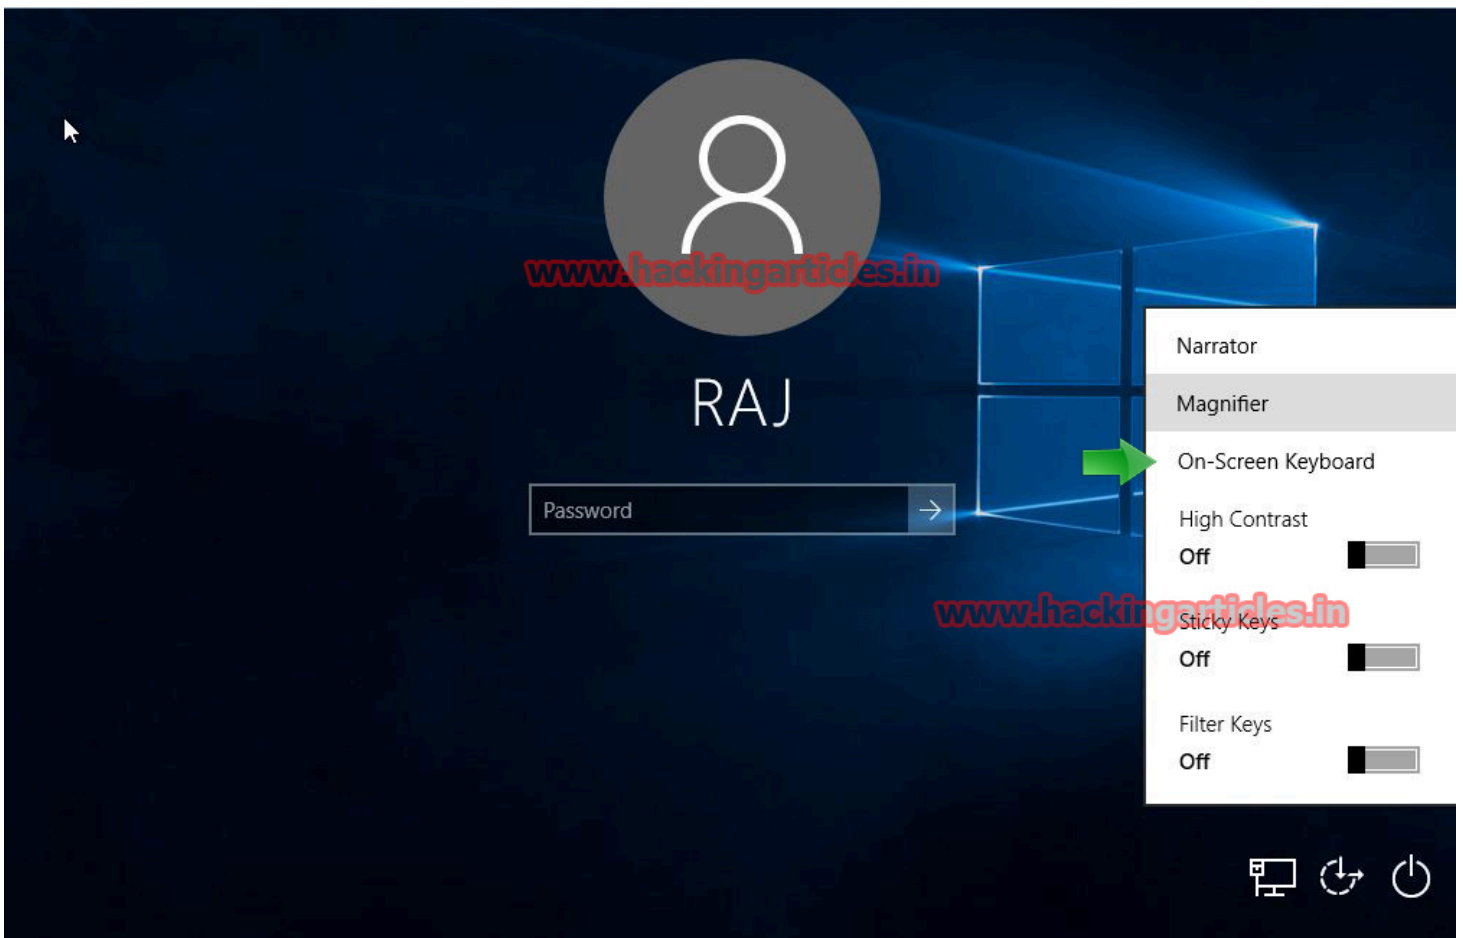 www.hackingarticles.in
RAJ
Password
Narrator
Magnifier
On-Screen Keyboard
High Contrast
Off
www.hackingarticles.in
Sticky Keys
Off
Filter Keys
Off